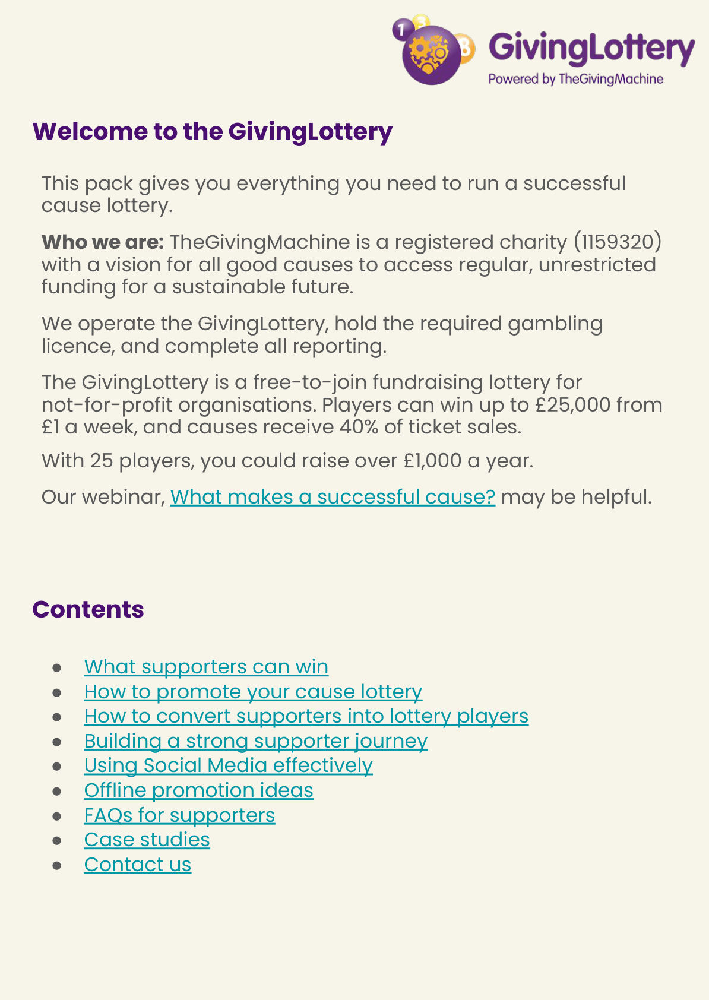 1 3 8
GivingLottery
Powered by TheGivingMachine
Welcome to the GivingLottery
This pack gives you everything you need to run a successful
cause lottery.
Who we are: TheGivingMachine is a registered charity (1159320)
with a vision for all good causes to access regular, unrestricted
funding for a sustainable future.
We operate the GivingLottery, hold the required gambling
licence, and complete all reporting.
The GivingLottery is a free-to-join fundraising lottery for
not-for-profit organisations. Players can win up to £25,000 from
£1 a week, and causes receive 40% of ticket sales.
With 25 players, you could raise over £1,000 a year.
Our webinar, What makes a successful cause? may be helpful.
Contents
● What supporters can win
● How to promote your cause lottery
● How to convert supporters into lottery players
● Building a strong supporter journey
● Using Social Media effectively
● Offline promotion ideas
● FAQs for supporters
● Case studies
● Contact us